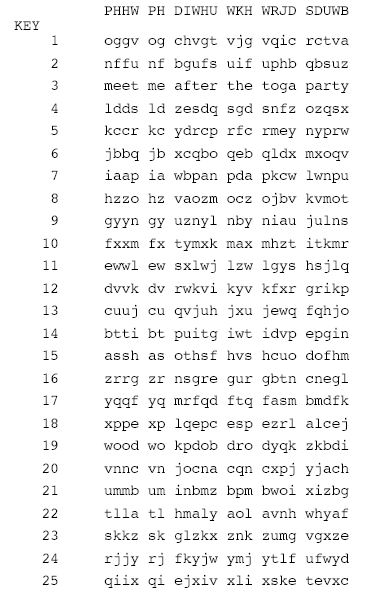 PHHW PH DIWHU WKH WRJD SDUWB
KEY
1 oggv og chvgt vjg vqic rctva
2 nffu nf bgufs uif uphb qbsuz
3 meet me after the toga party
4 ldds ld zesdq sgd snfz ozqsx
5 kccr kc ydrcp rfc rmey nyprw
6 jbbq jb xcqbo qeb qldx mxoqv
7 iaap ia wbpan pda pkcw lwnpu
8 hzzo hz vaozm ocz ojbv kvmot
9 gyyn gy uznyl nby niau julns
10 fxxm fx tymxk max mhzt itkmr
11 ewwl ew sxlwj lzw lgys hsjlq
12 dvvk dv rwkvi kyv kfxr grikp
13 cuuj cu qvjuh jxu jewq fqhjo
14 btti bt puitg iwt idvp epgin
15 assh as othsf hvs hcuo dofhm
16 zrrg zr nsgre gur gbtn cnegl
17 yqqf yq mrfqd ftq fasm bmdfk
18 xppe xp lqepc esp ezrl alcej
19 wood wo kpdob dro dyqk zkbdi
20 vnnc vn jocna cqn cxpj yjach
21 ummb um inbmz bpm bwoi xizbg
22 tlla tl hmaly aol avnh whyaf
23 skkz sk glzkx znk zumg vgxze
24 rjjy rj fkyjw ymj ytlf ufwyd
25 qiix qi ejxiv xli xske tevxc